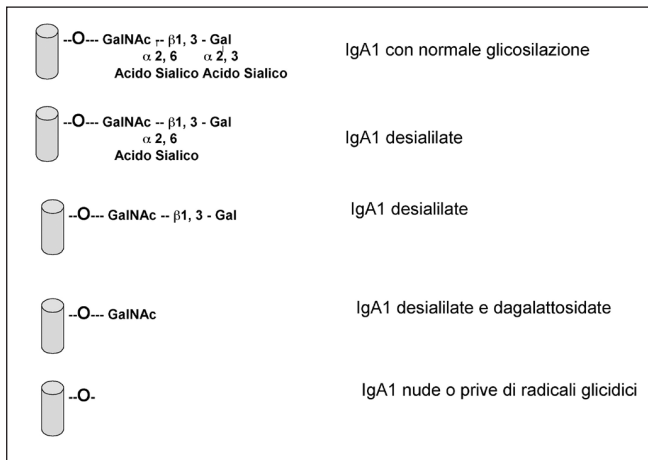 --O--- GalNAc -- β1, 3 - Gal
α 2, 6 α 2, 3
Acido Sialico Acido Sialico
IgA1 con normale glicosilazione
--O--- GalNAc -- β1, 3 - Gal
α 2, 6
Acido Sialico
IgA1 desialilate
--O--- GalNAc -- β1, 3 - Gal
IgA1 desialilate
--O--- GalNAc
IgA1 desialilate e dagalattosidate
--O-
IgA1 nude o prive di radicali glicidici